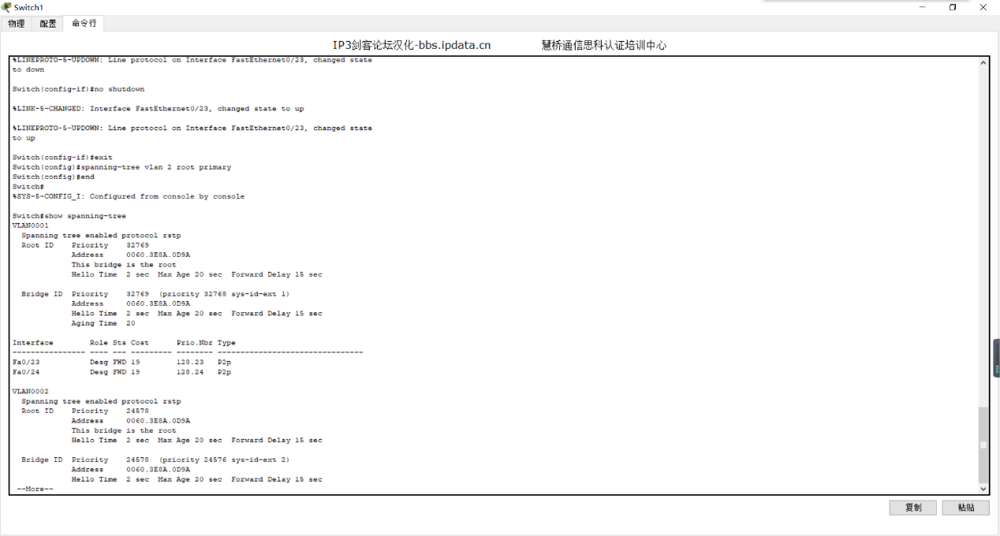 Switch1
物理 配置 命令行
IP3剑客论坛汉化-bbs.ipdata.cn 慧桥通信思科认证培训中心
%LINEPROTO-5-UPDOWN: Line protocol on Interface FastEthernet0/23, changed state
to down
Switch(config-if)#no shutdown
%LINK-5-CHANGED: Interface FastEthernet0/23, changed state to up
%LINEPROTO-5-UPDOWN: Line protocol on Interface FastEthernet0/23, changed state
to up
Switch(config-if)#exit
Switch(config)#spanning-tree vlan 2 root primary
Switch(config)#end
Switch#
%SYS-5-CONFIG_I: Configured from console by console
Switch#show spanning-tree
VLAN0001
Spanning tree enabled protocol rstp
Root ID Priority 32769
Address 0060.3E8A.0D9A
This bridge is the root
Hello Time 2 sec Max Age 20 sec Forward Delay 15 sec
Bridge ID Priority 32769 (priority 32768 sys-id-ext 1)
Address 0060.3E8A.0D9A
Hello Time 2 sec Max Age 20 sec Forward Delay 15 sec
Aging Time 20
Interface Role Sts Cost Prio.Nbr Type
---------------- ---- --- --------- -------- --------------------------------
Fa0/23 Desg FWD 19 128.23 P2p
Fa0/24 Desg FWD 19 128.24 P2p
VLAN0002
Spanning tree enabled protocol rstp
Root ID Priority 24578
Address 0060.3E8A.0D9A
This bridge is the root
Hello Time 2 sec Max Age 20 sec Forward Delay 15 sec
Bridge ID Priority 24578 (priority 24576 sys-id-ext 2)
Address 0060.3E8A.0D9A
Hello Time 2 sec Max Age 20 sec Forward Delay 15 sec
--More--
复制 粘贴